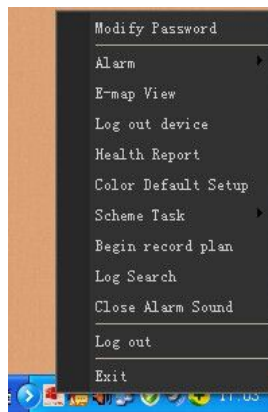 Modify Password
Alarm
E-map View
Log out device
Health Report
Color Default Setup
Scheme Task
Begin record plan
Log Search
Close Alarm Sound
Log out
Exit